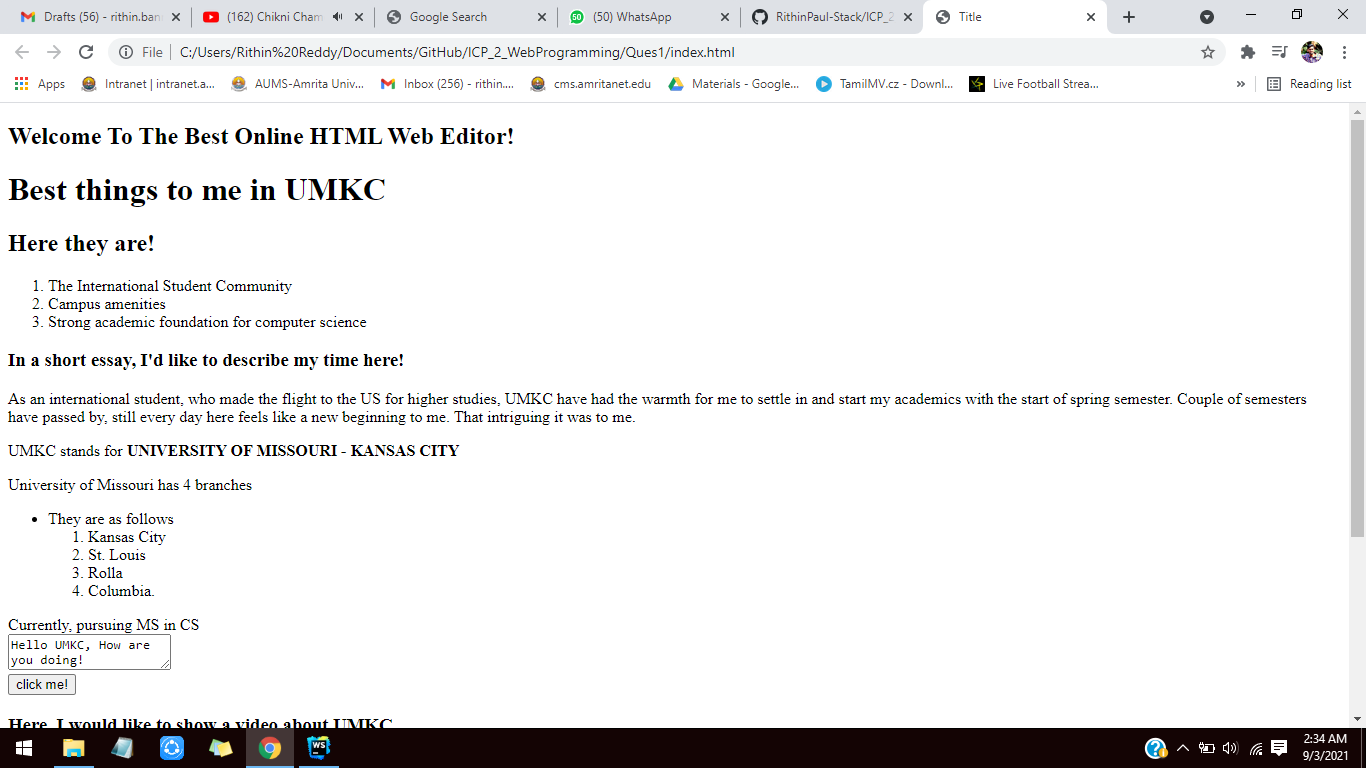 Drafts (56) - rithin.ban
(162) Chikni Cham
Google Search
(50) WhatsApp
RithinPaul-Stack/ICP_2
Title
File
C:/Users/Rithin%20Reddy/Documents/GitHub/ICP_2_WebProgramming/Ques1/index.html
Apps
Intranet | intranet.a...
AUMS-Amrita Univ...
Inbox (256) - rithin....
cms.amritanet.edu
Materials - Google...
TamilMV.cz - Downl...
Live Football Strea...
»
Reading list
Welcome To The Best Online HTML Web Editor!
Best things to me in UMKC
Here they are!
1. The International Student Community
2. Campus amenities
3. Strong academic foundation for computer science
In a short essay, I'd like to describe my time here!
As an international student, who made the flight to the US for higher studies, UMKC have had the warmth for me to settle in and start my academics with the start of spring semester. Couple of semesters
have passed by, still every day here feels like a new beginning to me. That intriguing it was to me.
UMKC stands for UNIVERSITY OF MISSOURI - KANSAS CITY
University of Missouri has 4 branches
• They are as follows
1. Kansas City
2. St. Louis
3. Rolla
4. Columbia.
Currently, pursuing MS in CS
Hello UMKC, How are
you doing!
click me!
Here, I would like to show a video about UMKC
WS
2:34 AM
9/3/2021